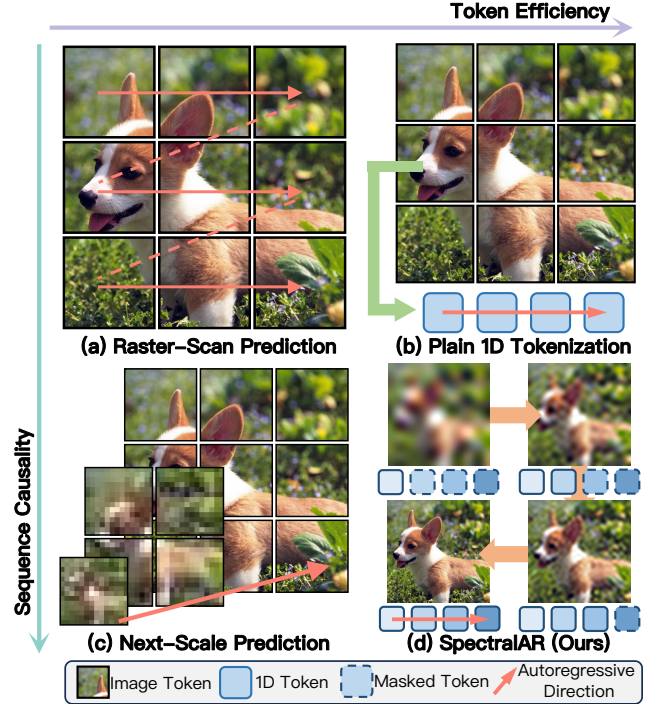 Token Efficiency
Sequence Causality
(a) Raster-Scan Prediction
(b) Plain 1D Tokenization
(c) Next-Scale Prediction
(d) SpectralAR (Ours)
Image Token
1D Token
Masked Token
Autoregressive
Direction